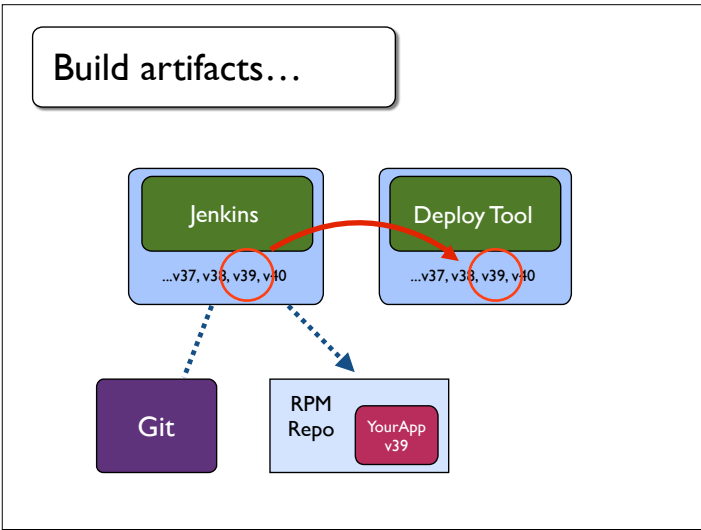 Build artifacts…
Jenkins
Deploy Tool
...v37, v38, v39, v40
...v37, v38, v39, v40
Git
RPM
Repo
YourApp
v39